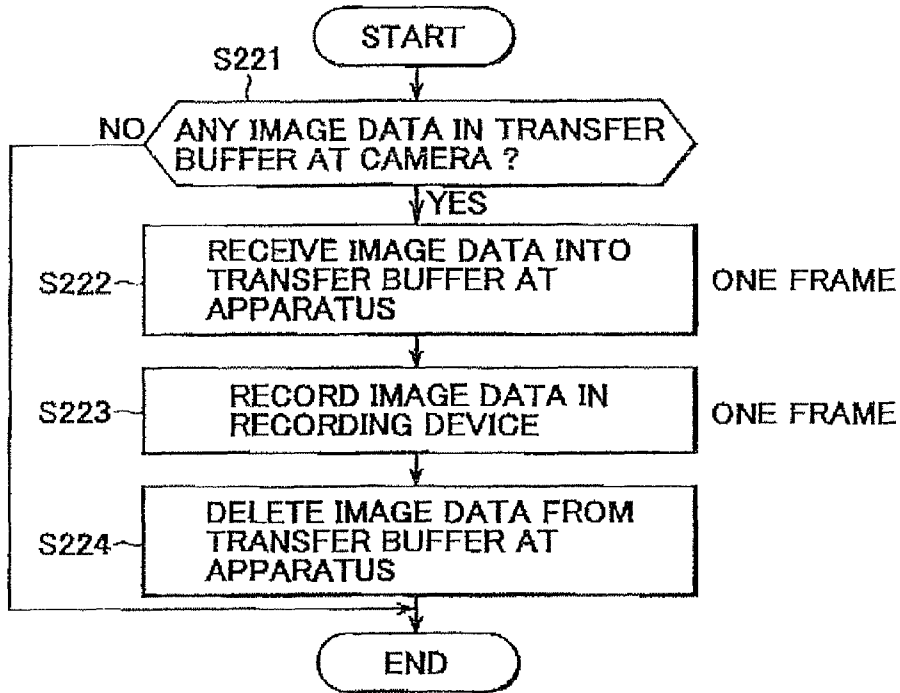 START
S221
NO
ANY IMAGE DATA IN TRANSFER
BUFFER AT CAMERA ?
YES
S222
RECEIVE IMAGE DATA INTO
TRANSFER BUFFER AT
APPARATUS
ONE FRAME
S223
RECORD IMAGE DATA IN
RECORDING DEVICE
ONE FRAME
S224
DELETE IMAGE DATA FROM
TRANSFER BUFFER AT
APPARATUS
END